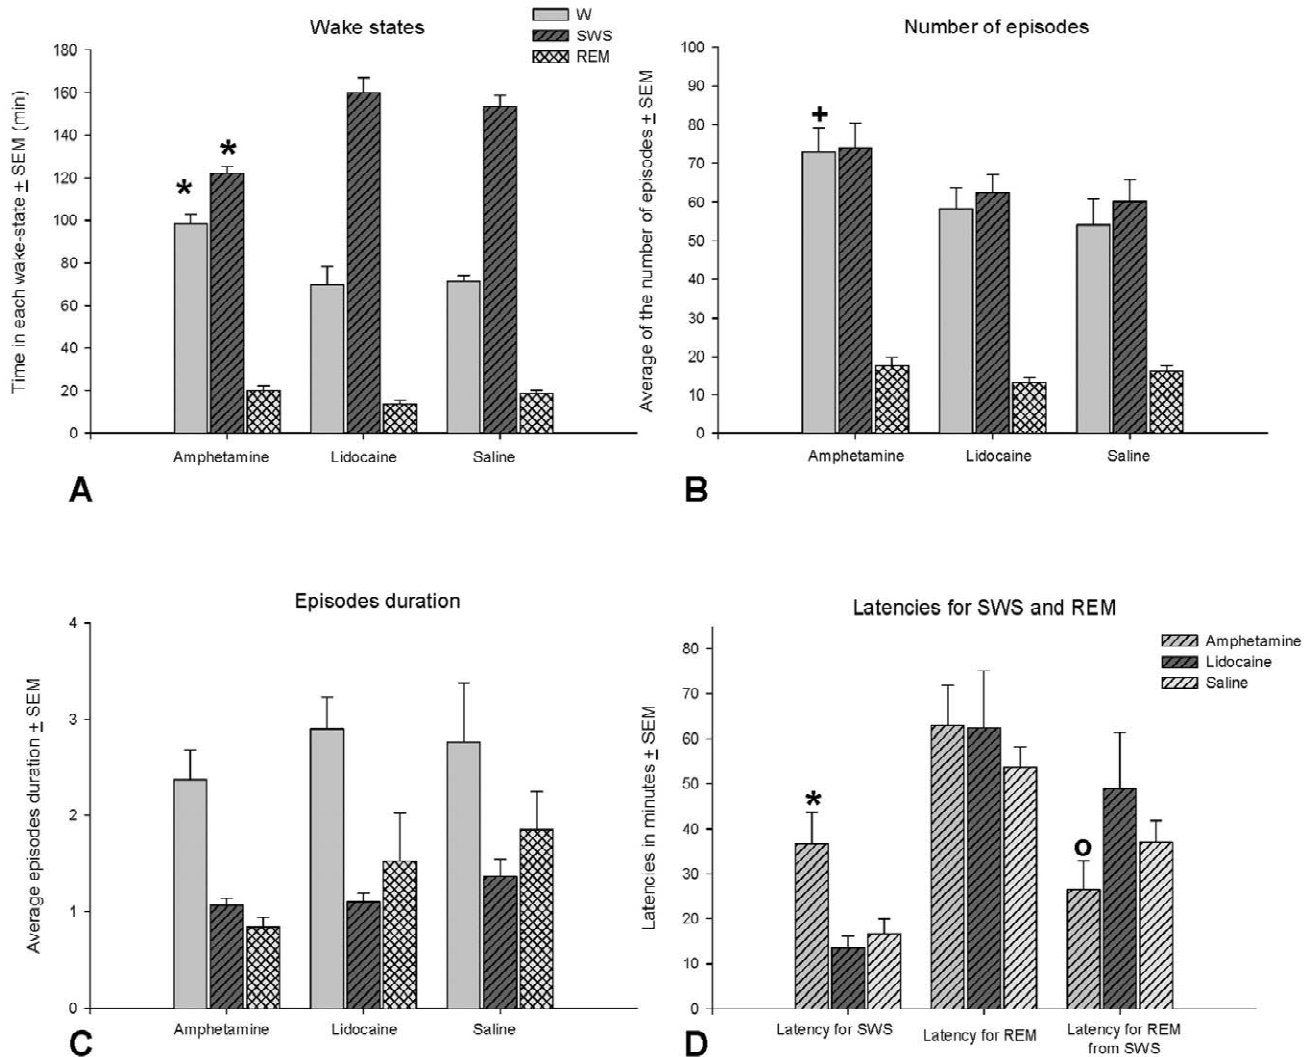 Wake states
W
SWS
REM
Time in each wake-state ± SEM (min)
180
160
140
120
100
80
60
40
20
0
*
*
Amphetamine
Lidocaine
Saline
A
Number of episodes
Average of the number of episodes ± SEM
100
90
80
70
60
50
40
30
20
10
0
+
Amphetamine
Lidocaine
Saline
B
Episodes duration
Average episodes duration ± SEM
4
3
2
1
0
Amphetamine
Lidocaine
Saline
C
Latencies for SWS and REM
Amphetamine
Lidocaine
Saline
Latencies in minutes ± SEM
80
70
60
50
40
30
20
10
0
*
o
Latency for SWS
Latency for REM
Latency for REM
from SWS
D